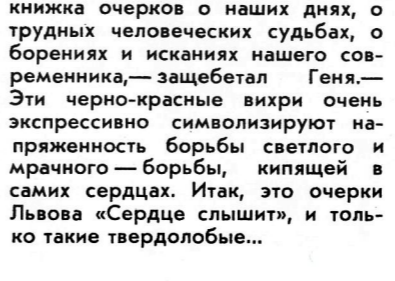 книжка очерков о наших днях, о
трудных человеческих судьбах, о
борениях и исканиях нашего сов-
ременника,— защебетал Геня.—
Эти черно-красные вихри очень
экспрессивно символизируют на-
пряженность борьбы светлого и
мрачного — борьбы, кипящей в
самих сердцах. Итак, это очерки
Львова «Сердце слышит», и толь-
ко такие твердолобые...